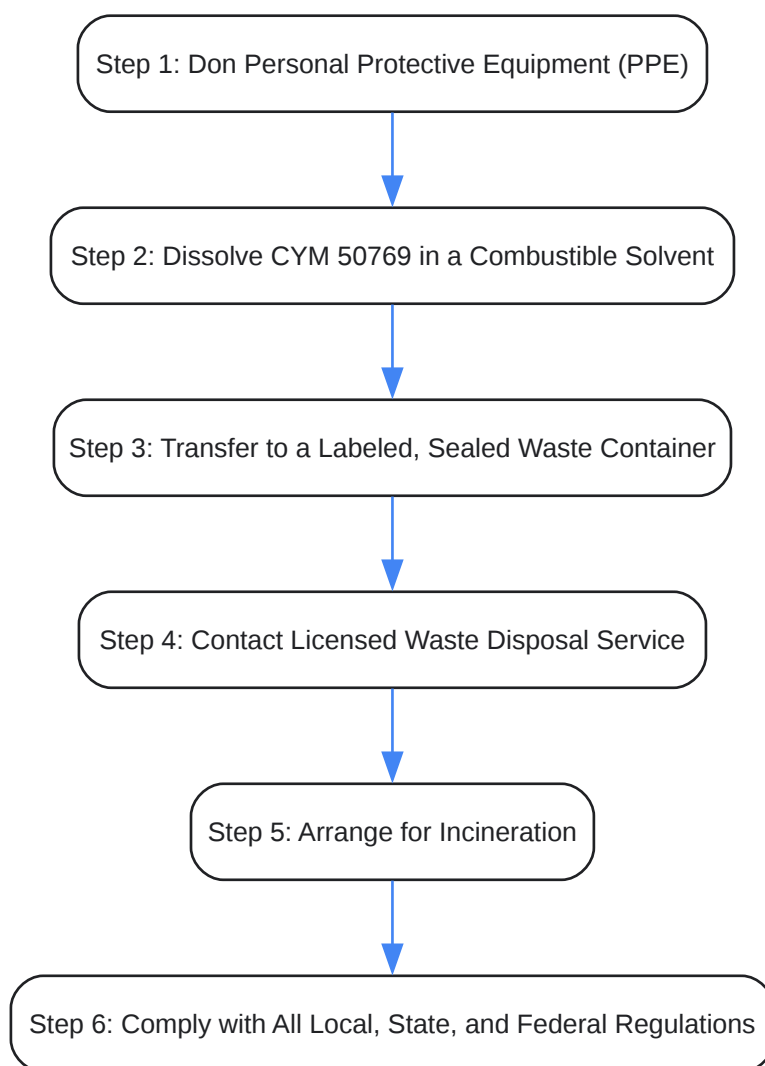 Step 1: Don Personal Protective Equipment (PPE)
Step 2: Dissolve CYM 50769 in a Combustible Solvent
Step 3: Transfer to a Labeled, Sealed Waste Container
Step 4: Contact Licensed Waste Disposal Service
Step 5: Arrange for Incineration
Step 6: Comply with All Local, State, and Federal Regulations